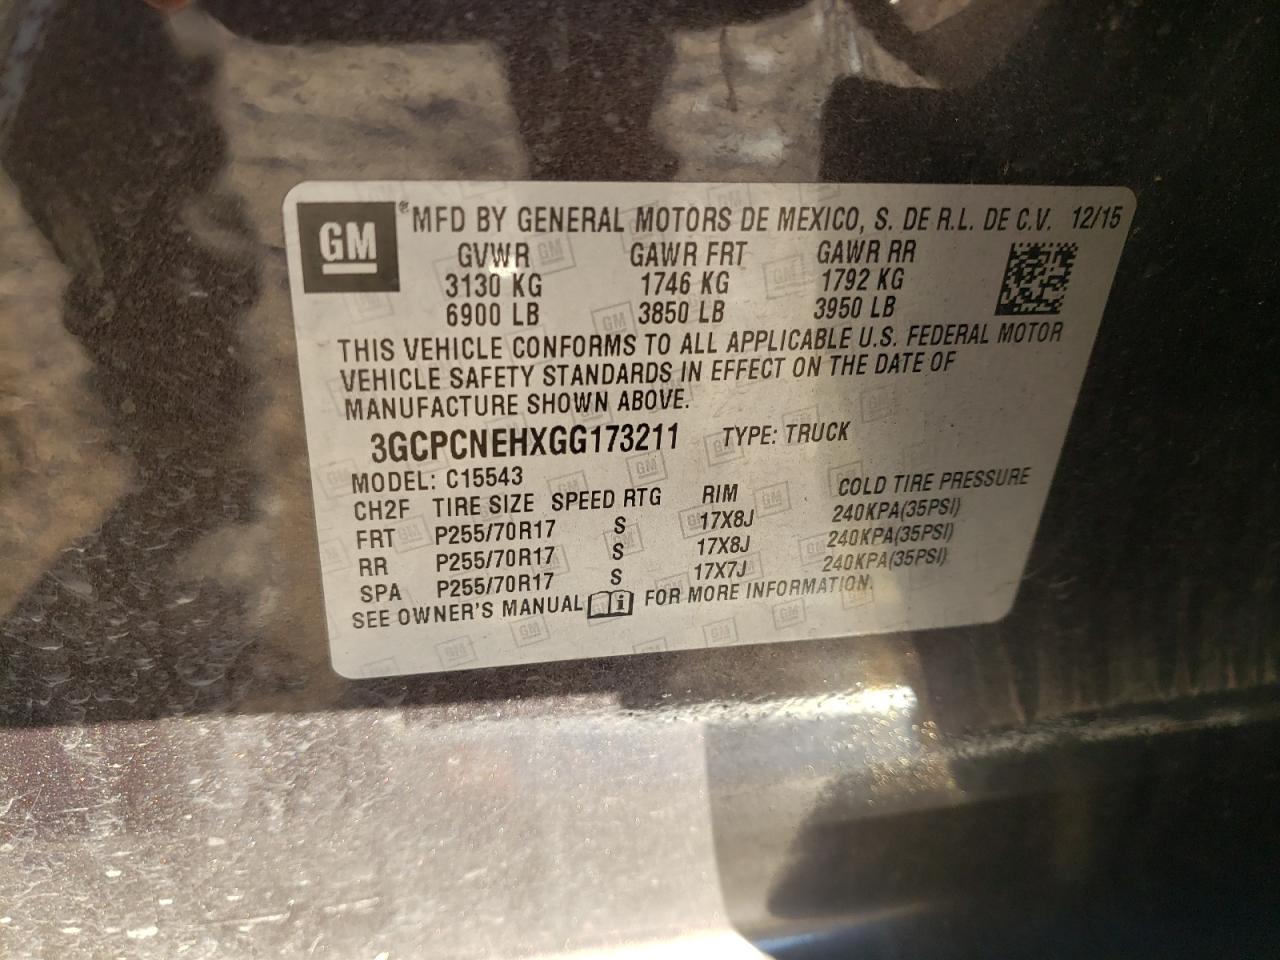 GM ® MFD BY GENERAL MOTORS DE MEXICO, S. DE R.L. DE C.V. 12/15
GVWR GAWR FRT GAWR RR
3130 KG 1746 KG 1792 KG
6900 LB 3850 LB 3950 LB
THIS VEHICLE CONFORMS TO ALL APPLICABLE U.S. FEDERAL MOTOR
VEHICLE SAFETY STANDARDS IN EFFECT ON THE DATE OF
MANUFACTURE SHOWN ABOVE.
3GCPCNEHXGG173211 TYPE: TRUCK
MODEL: C15543
CH2F TIRE SIZE SPEED RTG RIM COLD TIRE PRESSURE
FRT P255/70R17 S 17X8J 240KPA(35PSI)
RR P255/70R17 S 17X8J 240KPA(35PSI)
SPA P255/70R17 S 17X7J 240KPA(35PSI)
SEE OWNER'S MANUAL FOR MORE INFORMATION.